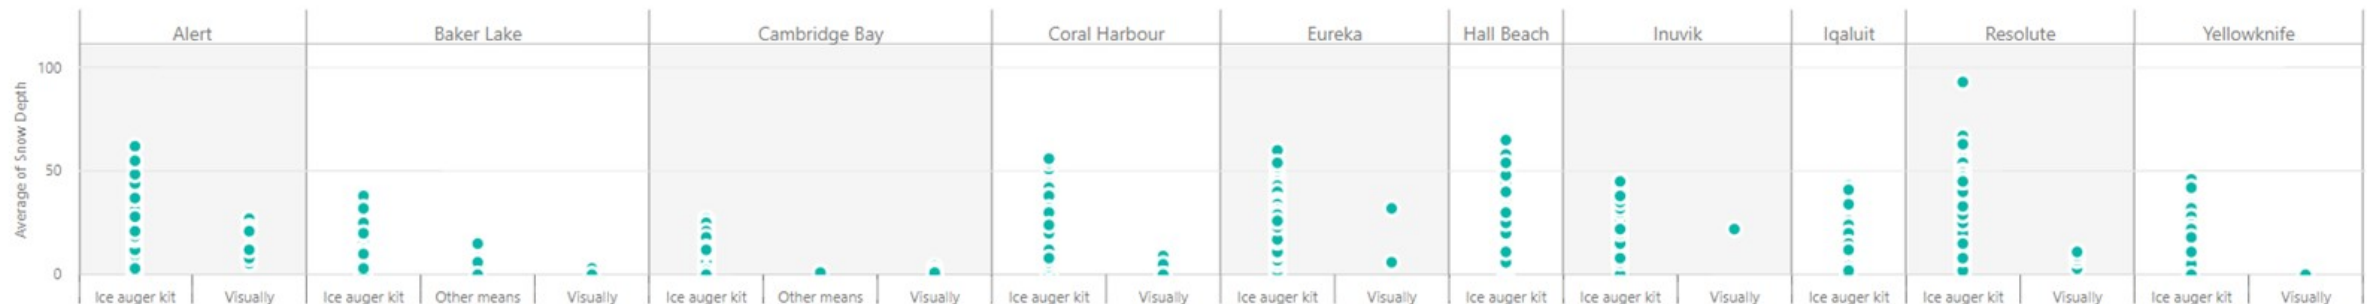 Alert Baker Lake Cambridge Bay Coral Harbour Eureka Hall Beach Inuvik Iqaluit Resolute Yellowknife
Average of Snow Depth
100
50
0
Ice auger kit Visually Ice auger kit Other means Visually Ice auger kit Other means Visually Ice auger kit Visually Ice auger kit Visually Ice auger kit Ice auger kit Visually Ice auger kit Ice auger kit Visually Ice auger kit Visually